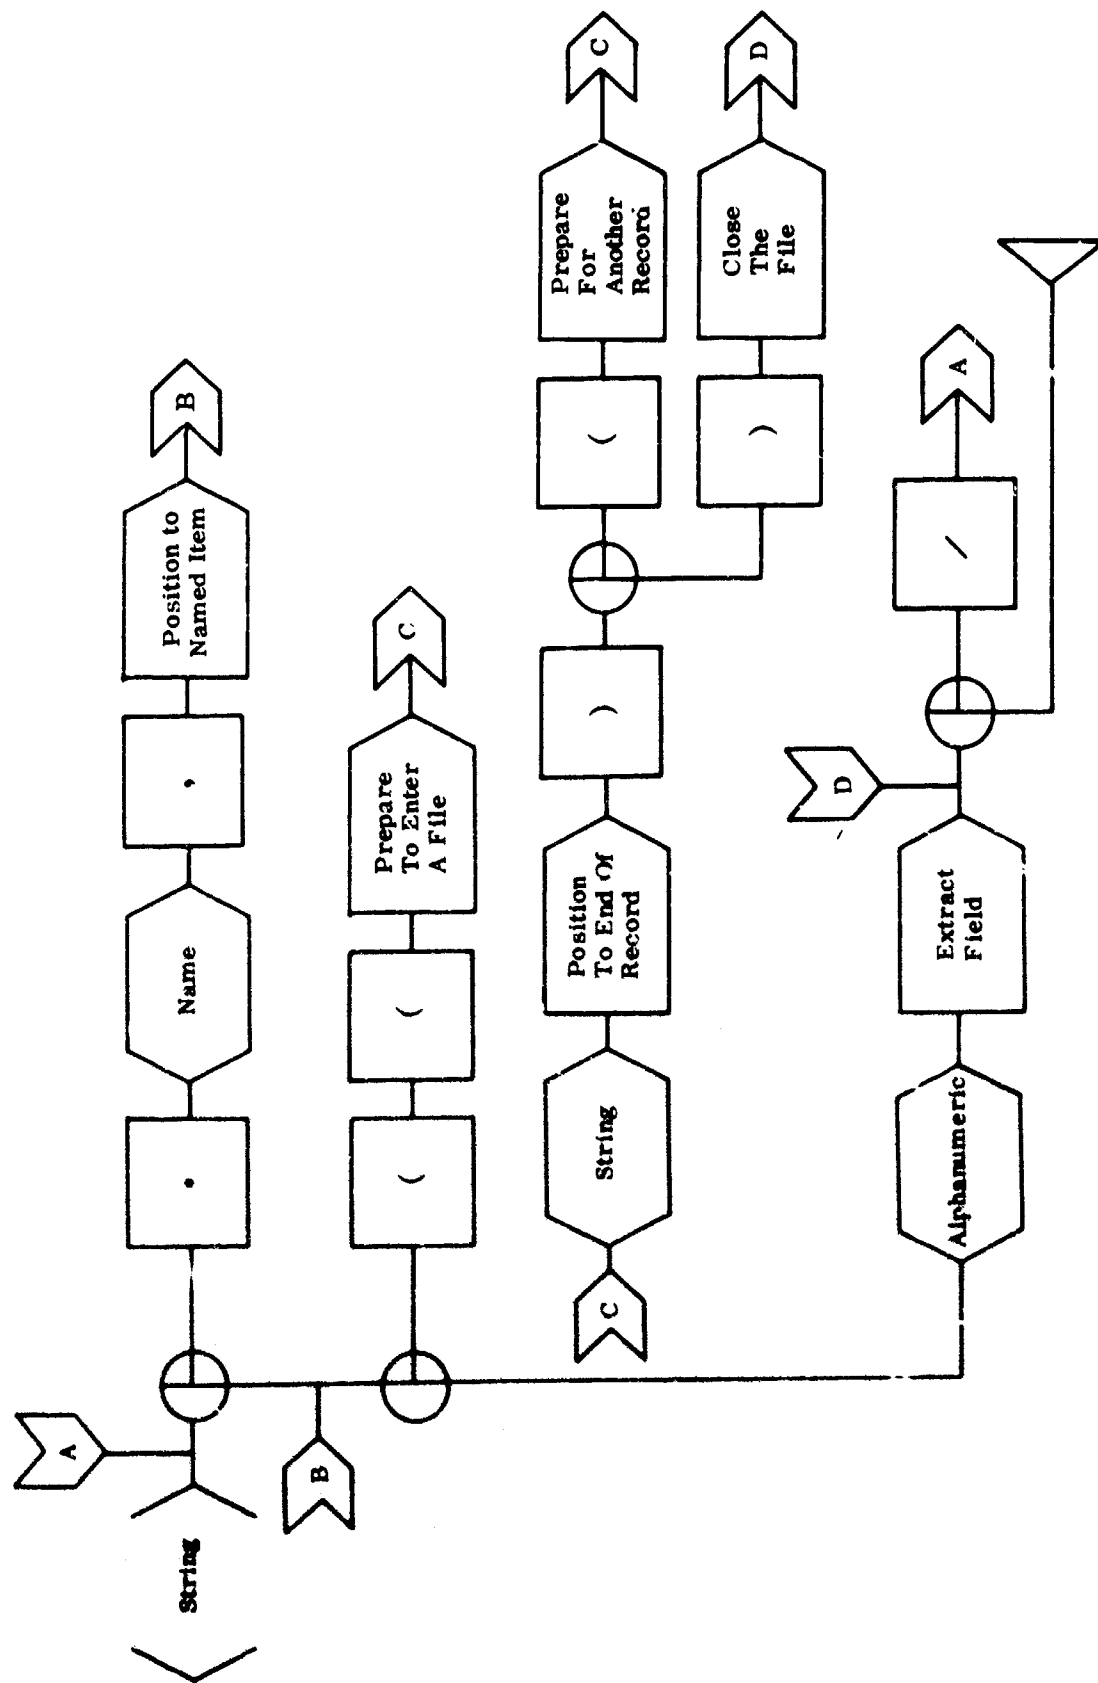 A
String
•
Name
,
Position to
Named Item
B
B
(
(
Prepare
To Enter
A File
C
C
String
Position
To End Of
Record
)
(
Prepare
For
Another
Record
C
)
Close
The
File
D
D
Alphanumeric
Extract
Field
/
A